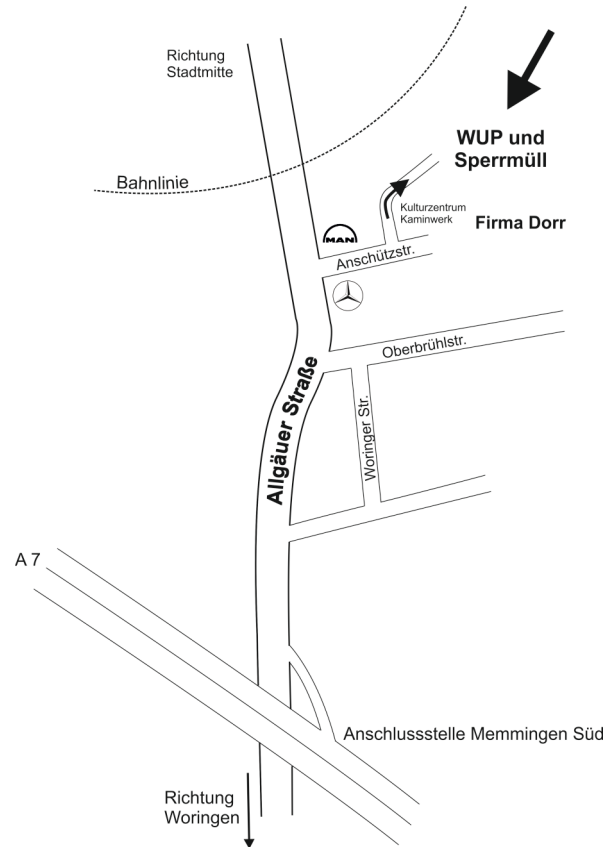 Richtung
Stadtmitte
WUP und
Sperrmüll
Bahnlinie
Kulturzentrum
Kaminwerk
Firma Dorr
MAN
Anschützstr.
Oberbrühlstr.
Allgäuer Straße
Woringer Str.
A 7
Anschlussstelle Memmingen Süd
Richtung
Woringen